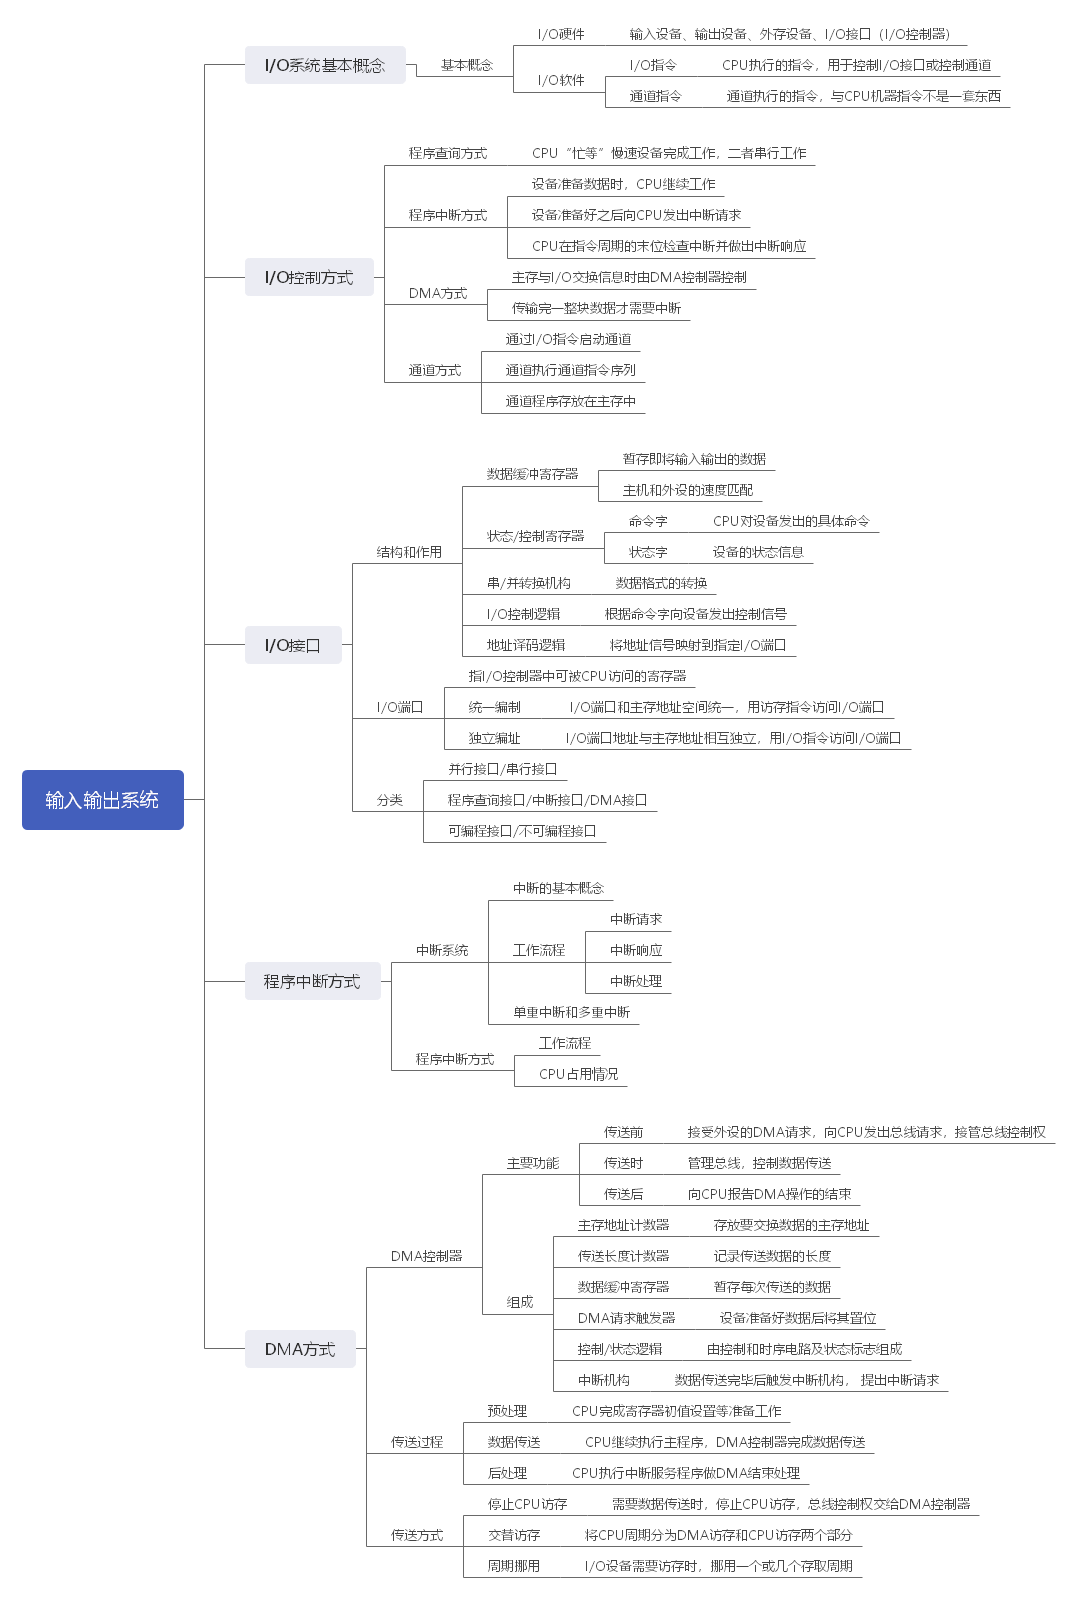 输入输出系统
I/O系统基本概念
基本概念
I/O硬件
输入设备、输出设备、外存设备、I/O接口（I/O控制器）
I/O软件
I/O指令
CPU执行的指令，用于控制I/O接口或控制通道
通道指令
通道执行的指令，与CPU机器指令不是一套东西
I/O控制方式
程序查询方式
CPU“忙等”慢速设备完成工作，二者串行工作
程序中断方式
设备准备数据时，CPU继续工作
设备准备好之后向CPU发出中断请求
CPU在指令周期的末位检查中断并做出中断响应
DMA方式
主存与I/O交换信息时由DMA控制器控制
传输完一整块数据才需要中断
通道方式
通过I/O指令启动通道
通道执行通道指令序列
通道程序存放在主存中
I/O接口
结构和作用
数据缓冲寄存器
暂存即将输入输出的数据
主机和外设的速度匹配
状态/控制寄存器
命令字
CPU对设备发出的具体命令
状态字
设备的状态信息
串/并转换机构
数据格式的转换
I/O控制逻辑
根据命令字向设备发出控制信号
地址译码逻辑
将地址信号映射到指定I/O端口
I/O端口
指I/O控制器中可被CPU访问的寄存器
统一编制
I/O端口和主存地址空间统一，用访存指令访问I/O端口
独立编址
I/O端口地址与主存地址相互独立，用I/O指令访问I/O端口
分类
并行接口/串行接口
程序查询接口/中断接口/DMA接口
可编程接口/不可编程接口
程序中断方式
中断系统
中断的基本概念
工作流程
中断请求
中断响应
中断处理
单重中断和多重中断
程序中断方式
工作流程
CPU占用情况
DMA方式
DMA控制器
主要功能
传送前
接受外设的DMA请求，向CPU发出总线请求，接管总线控制权
传送时
管理总线，控制数据传送
传送后
向CPU报告DMA操作的结束
组成
主存地址计数器
存放要交换数据的主存地址
传送长度计数器
记录传送数据的长度
数据缓冲寄存器
暂存每次传送的数据
DMA请求触发器
设备准备好数据后将其置位
控制/状态逻辑
由控制和时序电路及状态标志组成
中断机构
数据传送完毕后触发中断机构， 提出中断请求
传送过程
预处理
CPU完成寄存器初值设置等准备工作
数据传送
CPU继续执行主程序，DMA控制器完成数据传送
后处理
CPU执行中断服务程序做DMA结束处理
传送方式
停止CPU访存
需要数据传送时，停止CPU访存，总线控制权交给DMA控制器
交替访存
将CPU周期分为DMA访存和CPU访存两个部分
周期挪用
I/O设备需要访存时，挪用一个或几个存取周期